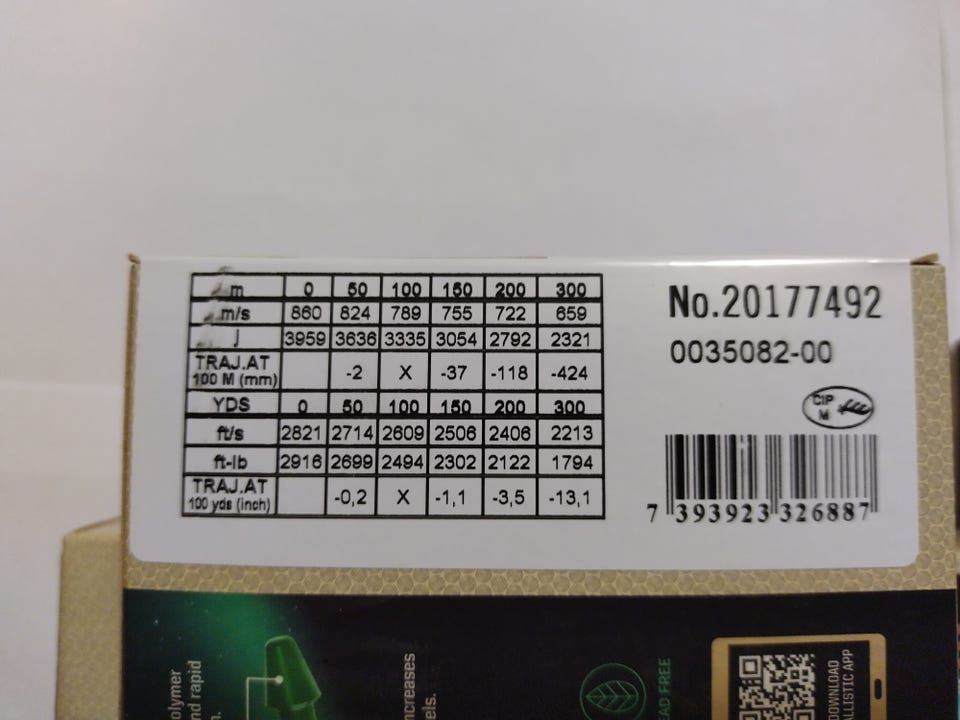 m 0 50 100 150 200 300
m/s 860 824 789 755 722 659
J 3959 3636 3335 3054 2792 2321
TRAJ.AT
100 M (mm) -2 X -37 -118 -424
YDS 0 50 100 150 200 300
ft/s 2821 2714 2609 2506 2406 2213
ft-lb 2916 2699 2494 2302 2122 1794
TRAJ.AT
100 yds (inch) -0,2 X -1,1 -3,5 -13,1
No.20177492
0035082-00
CIP
M
7 393923 326887
olymer
nd rapid
n.
ncreases
els.
EAD FREE
DOWNLOAD
LLISTIC APP